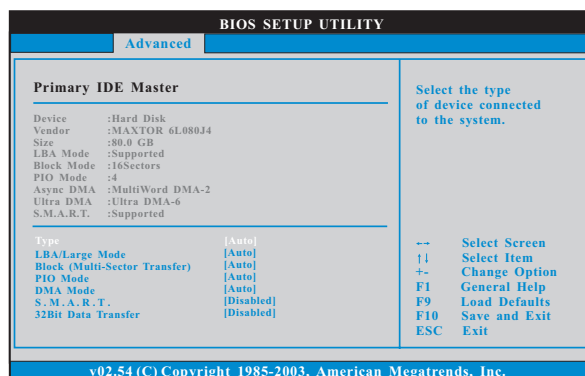 BIOS SETUP UTILITY
Advanced
Primary IDE Master
Device :Hard Disk
Vendor :MAXTOR 6L080J4
Size :80.0 GB
LBA Mode :Supported
Block Mode :16Sectors
PIO Mode :4
Async DMA :MultiWord DMA-2
Ultra DMA :Ultra DMA-6
S.M.A.R.T. :Supported
Type [Auto]
LBA/Large Mode [Auto]
Block (Multi-Sector Transfer) [Auto]
PIO Mode [Auto]
DMA Mode [Auto]
S.M.A.R.T. [Disabled]
32Bit Data Transfer [Disabled]
Select the type
of device connected
to the system.
←→ Select Screen
↑↓ Select Item
+- Change Option
F1 General Help
F9 Load Defaults
F10 Save and Exit
ESC Exit
v02.54 (C) Copyright 1985-2003, American Megatrends, Inc.